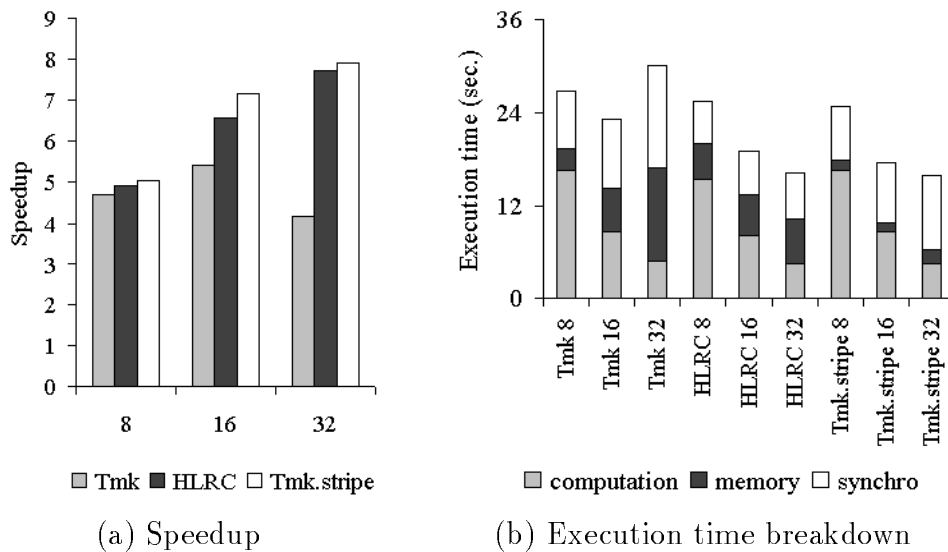 9
8
7
6
5
4
3
2
1
0
Speedup
8 16 32
Tmk HLRC Tmk.stripe
(a) Speedup
36
24
12
0
Execution time (sec.)
Tmk 8
Tmk 16
Tmk 32
HLRC 8
HLRC 16
HLRC 32
Tmk.stripe 8
Tmk.stripe 16
Tmk.stripe 32
computation memory synchro
(b) Execution time breakdown